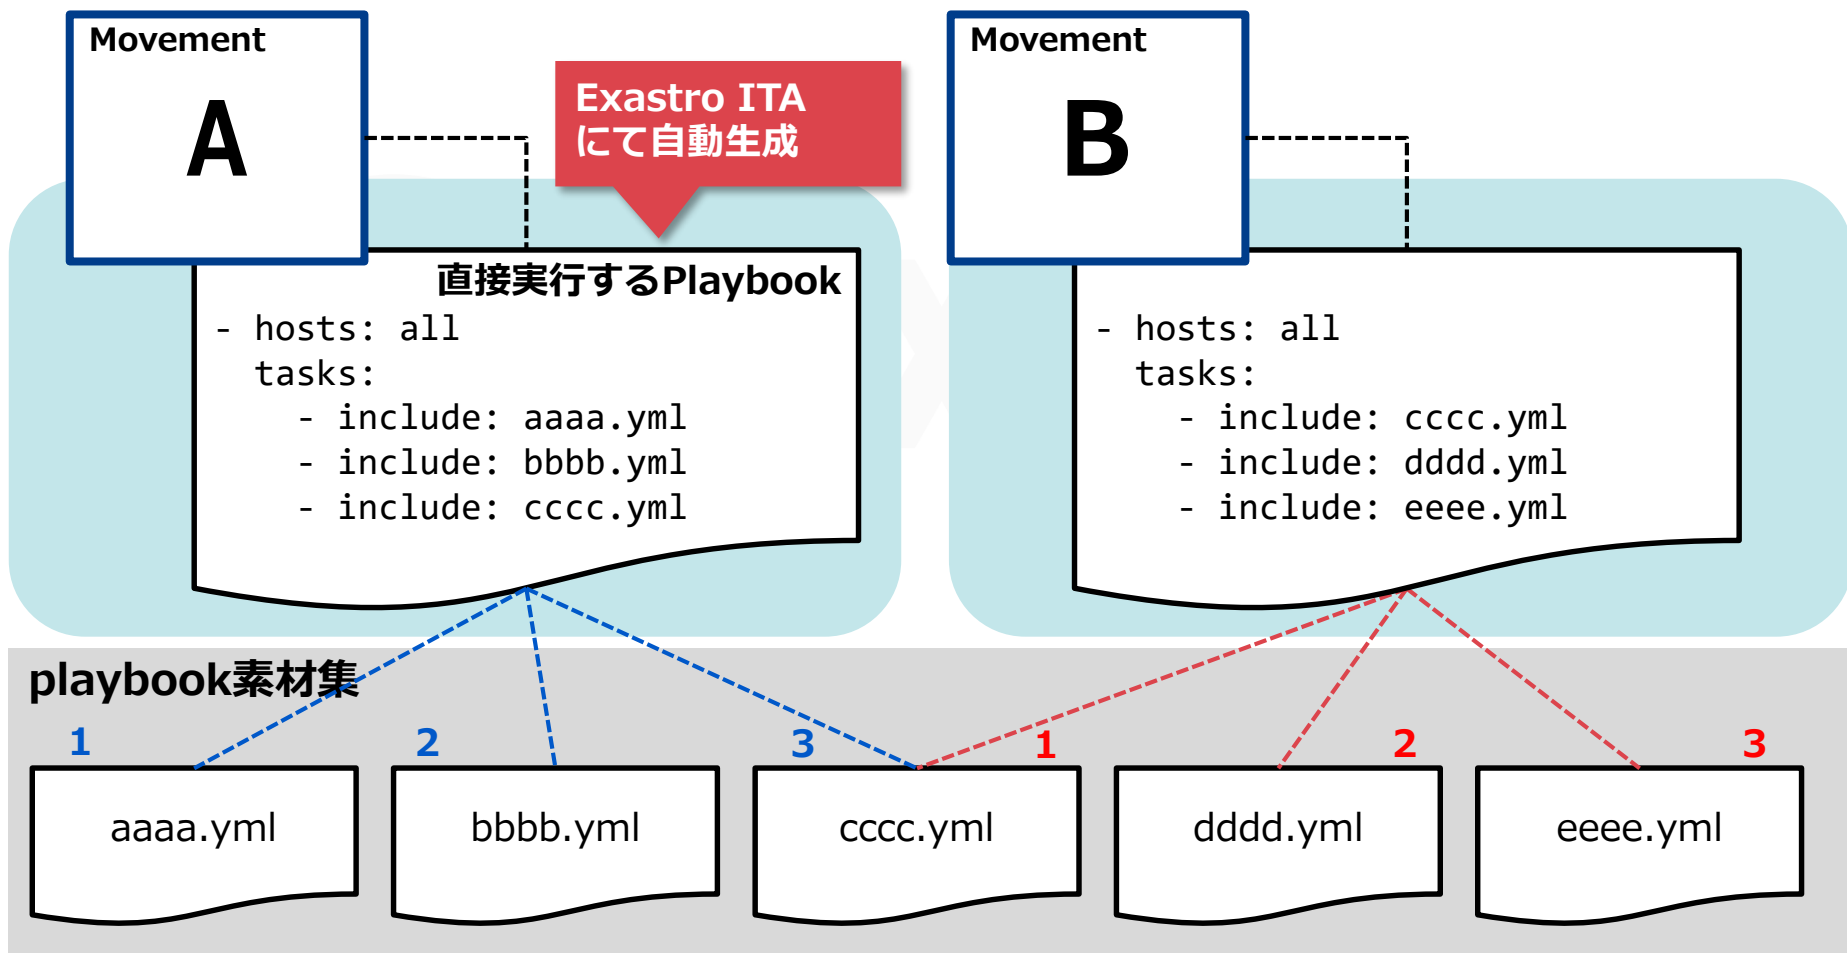 Movement
A
Exastro ITA
にて自動生成
直接実行するPlaybook
- hosts: all
  tasks:
    - include: aaaa.yml
    - include: bbbb.yml
    - include: cccc.yml
Movement
B
- hosts: all
  tasks:
    - include: cccc.yml
    - include: dddd.yml
    - include: eeee.yml
playbook素材集
1 2 3 1 2 3
aaaa.yml bbbb.yml cccc.yml dddd.yml eeee.yml